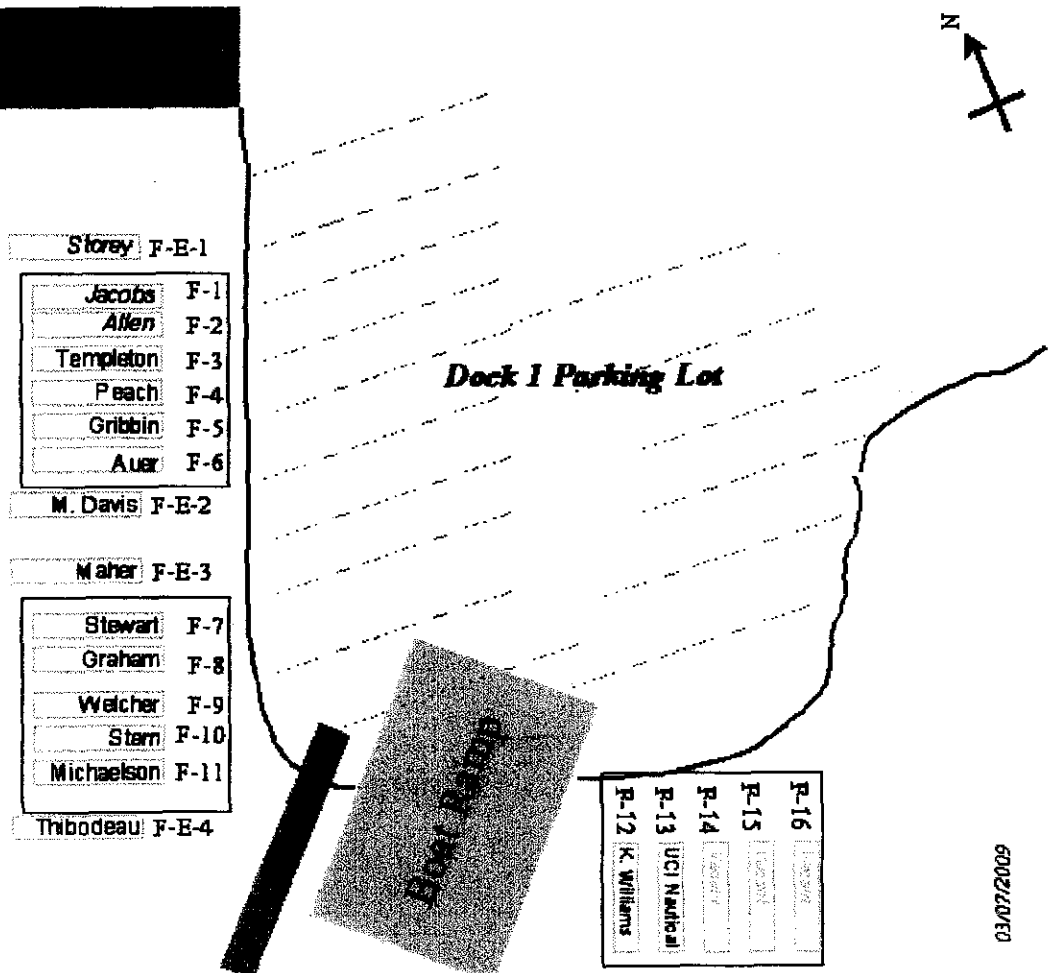 N
Storey F-E-1
Jacobs F-1
Allen F-2
Templeton F-3
Peach F-4
Gribbin F-5
Auer F-6
M. Davis F-E-2
Maher F-E-3
Stewart F-7
Graham F-8
Welcher F-9
Stern F-10
Michaelson F-11
Thibodeau F-E-4
Dock 1 Parking Lot
Boat Ramp
F-16
F-15
F-14
F-13 UCI Nautical
F-12 K. Williams
03/07/2009